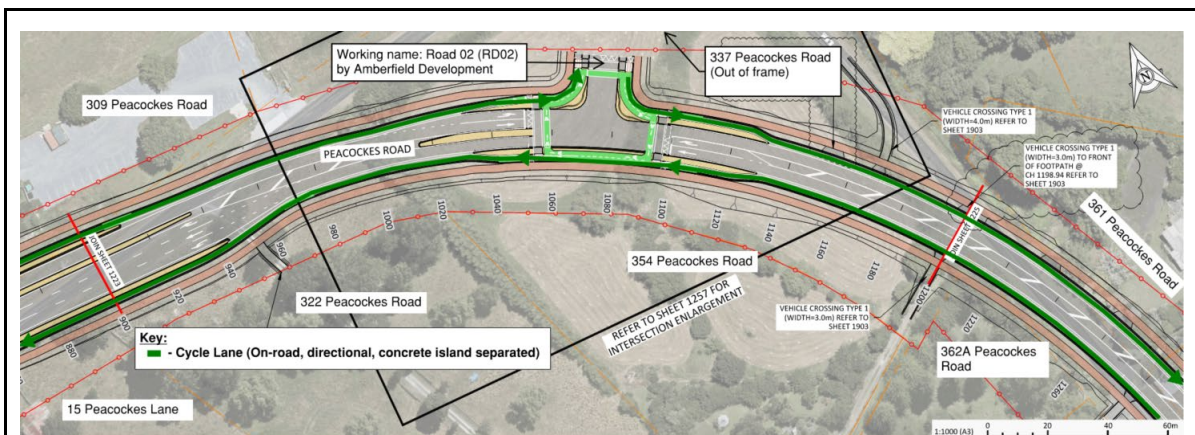 Working name: Road 02 (RD02)
by Amberfield Development
337 Peacockes Road
(Out of frame)
N
309 Peacockes Road
VEHICLE CROSSING TYPE 1
(WIDTH=4.0m) REFER TO
SHEET 1903
PEACOCKES ROAD
VEHICLE CROSSING TYPE 1
(WIDTH=3.0m) TO FRONT
OF FOOTPATH @
CH 1198.94 REFER TO
SHEET 1903
361 Peacockes Road
JOIN SHEET 1223
JOIN SHEET 1225
880
900
920
940
960
980
1000
1020
1040
1060
1080
1100
1120
1140
1160
1180
1200
1220
1260
354 Peacockes Road
322 Peacockes Road
REFER TO SHEET 1257 FOR
INTERSECTION ENLARGEMENT
VEHICLE CROSSING TYPE 1
(WIDTH=3.0m) REFER TO
SHEET 1903
Key:
- Cycle Lane (On-road, directional, concrete island separated)
362A Peacockes
Road
15 Peacockes Lane
1:1000 (A3) 0 20 40 60m